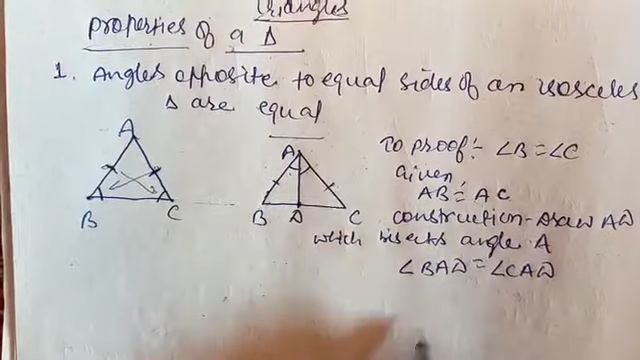 Triangles
Properties of a Δ
1. Angles opposite to equal sides of an isosceles
Δ are equal
A
B
C
A
B
D
C
To proof:- ∠B = ∠C
Given:
AB = AC
construction - Draw AD
which bisects angle A
∠BAD = ∠CAD